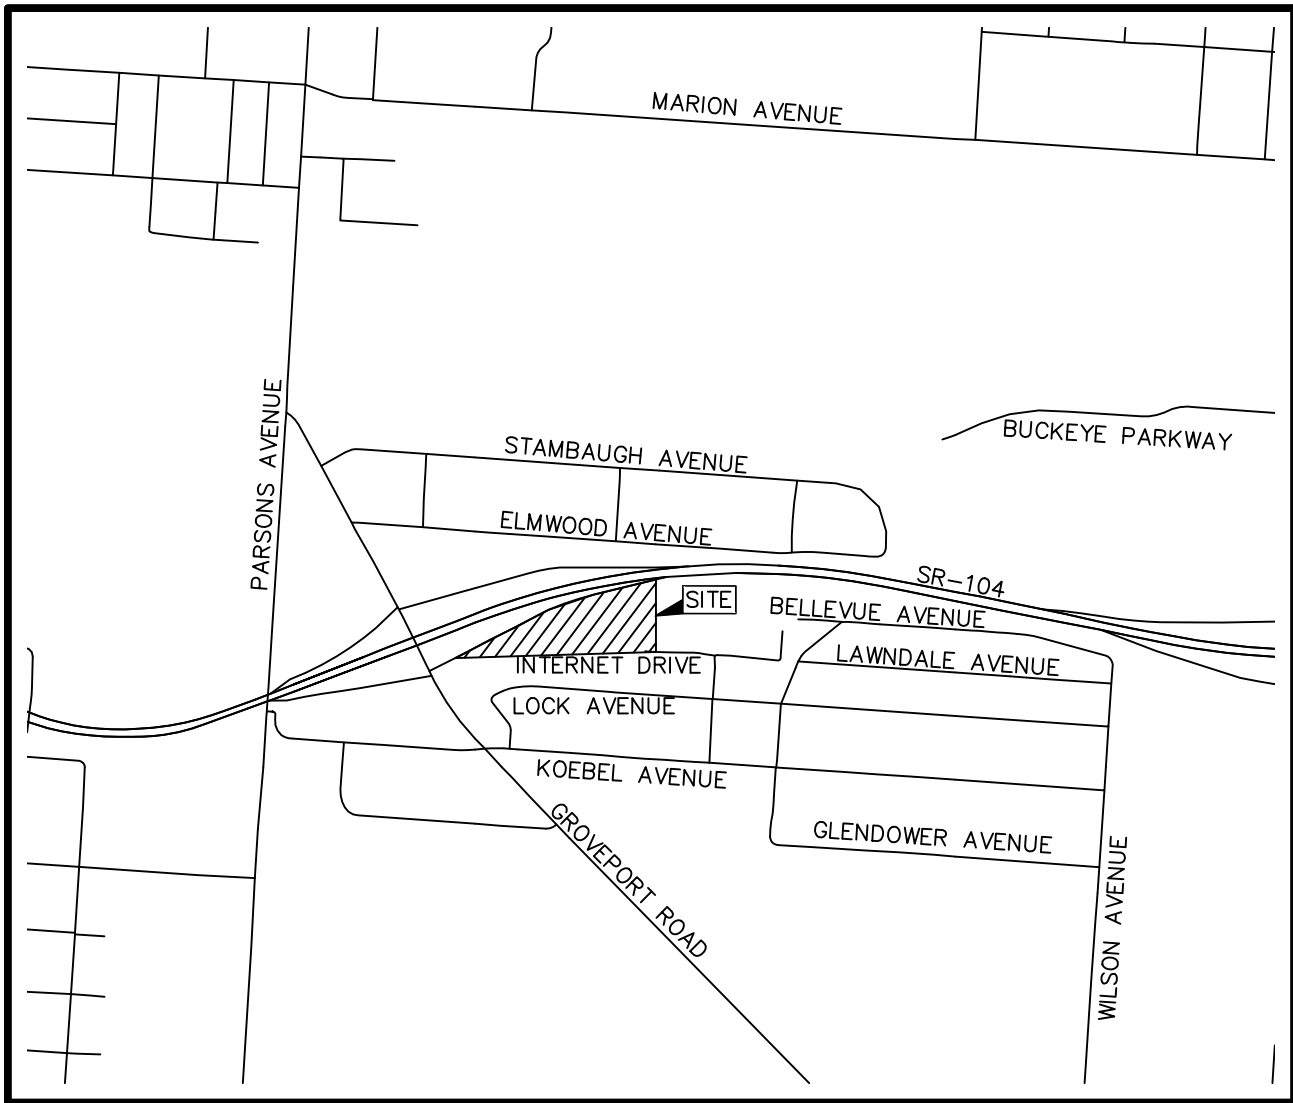 MARION AVENUE
PARSONS AVENUE
BUCKEYE PARKWAY
STAMBAUGH AVENUE
ELMWOOD AVENUE
SR-104
SITE
BELLEVUE AVENUE
INTERNET DRIVE
LAWNDALE AVENUE
LOCK AVENUE
KOEBEL AVENUE
GROVEPORT ROAD
GLENDOWER AVENUE
WILSON AVENUE